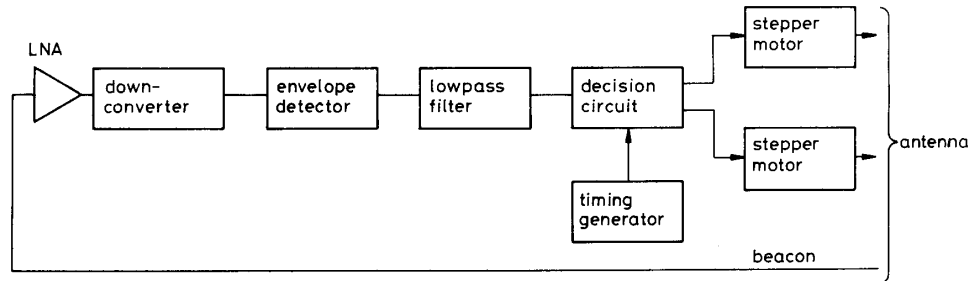 LNA
down-
converter
envelope
detector
lowpass
filter
decision
circuit
stepper
motor
stepper
motor
antenna
timing
generator
beacon